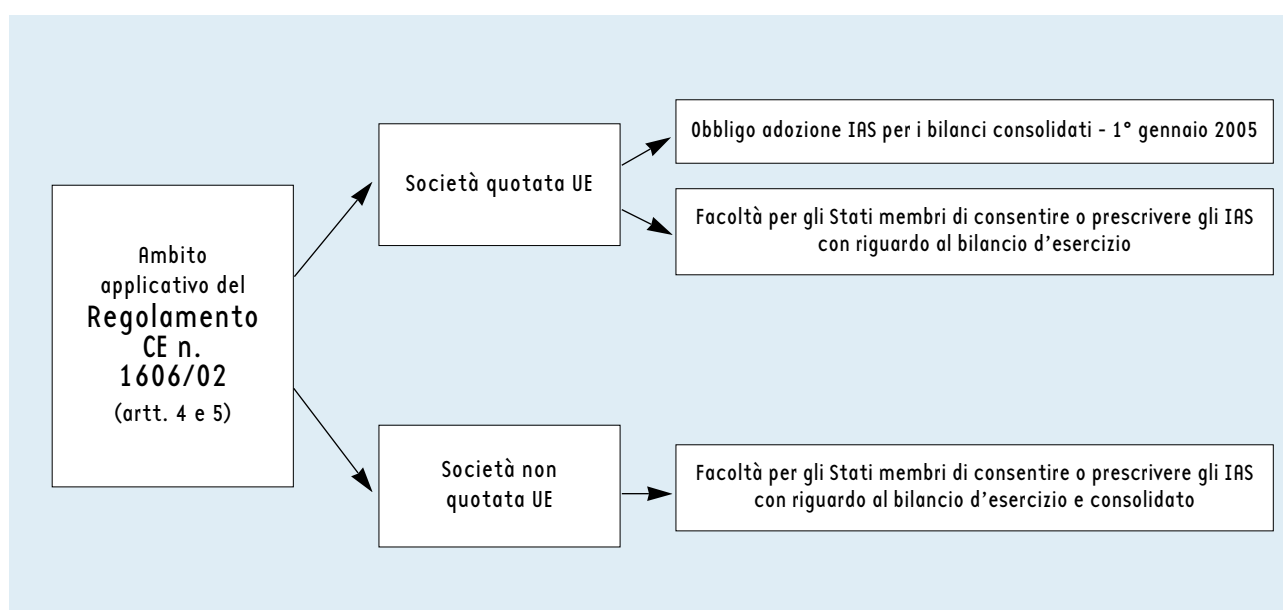 Ambito
applicativo del
Regolamento
CE n.
1606/02
(artt. 4 e 5)
Società quotata UE
Obbligo adozione IAS per i bilanci consolidati - 1° gennaio 2005
Facoltà per gli Stati membri di consentire o prescrivere gli IAS
con riguardo al bilancio d'esercizio
Società non
quotata UE
Facoltà per gli Stati membri di consentire o prescrivere gli IAS
con riguardo al bilancio d'esercizio e consolidato